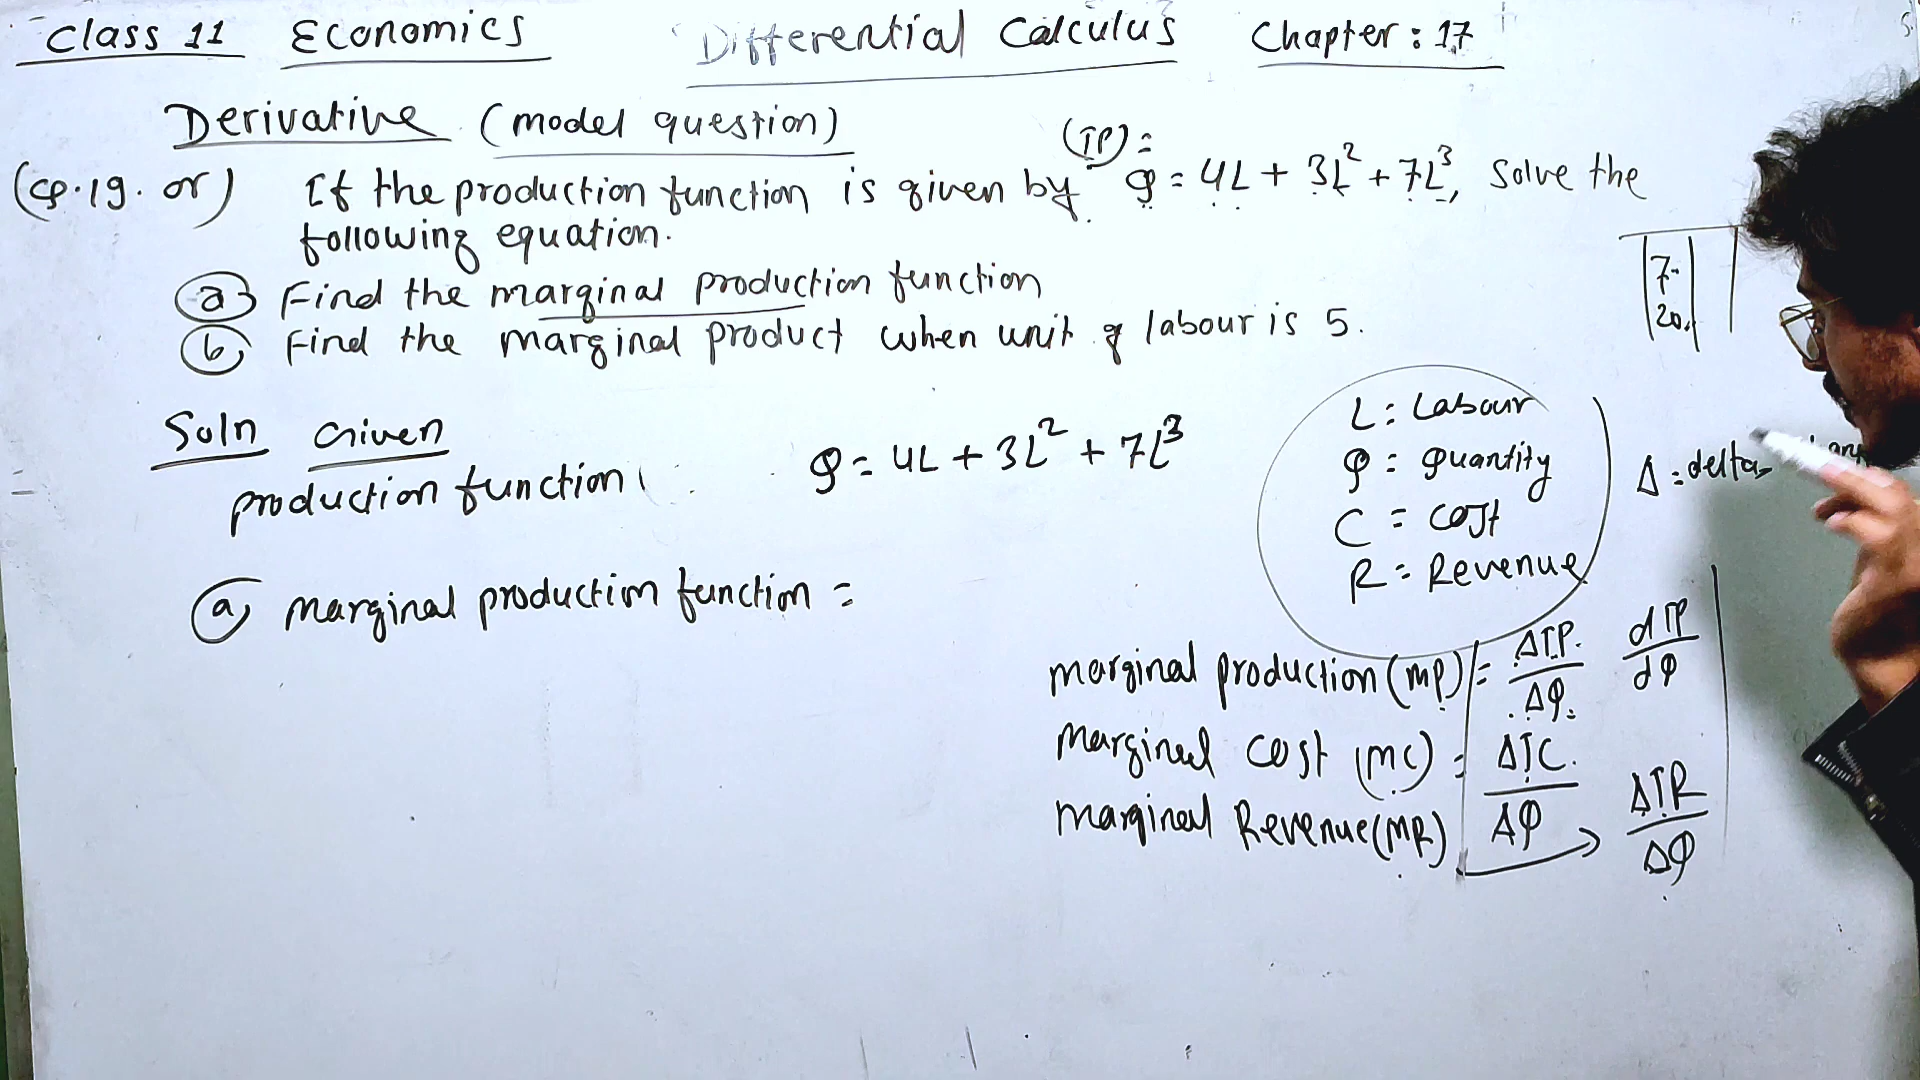 Class 11 Economics Differential Calculus Chapter: 17
Derivative (model question)
(TP) =
(Q.19. or) If the production function is given by Q = 4L + 3L² + 7L³, Solve the
following equation.
(a) Find the marginal production function
(b) Find the marginal product when unit of labour is 5.
7.
20.
Soln Given
production function, Q = 4L + 3L² + 7L³
L: Labour
Q = Quantity
C = Cost
R = Revenue
Δ = delta
(a) marginal production function =
marginal production (MP) = ΔTP/ΔQ dTP/dQ
marginal Cost (MC) = ΔTC/ΔQ
marginal Revenue (MR) → ΔTR/ΔQ